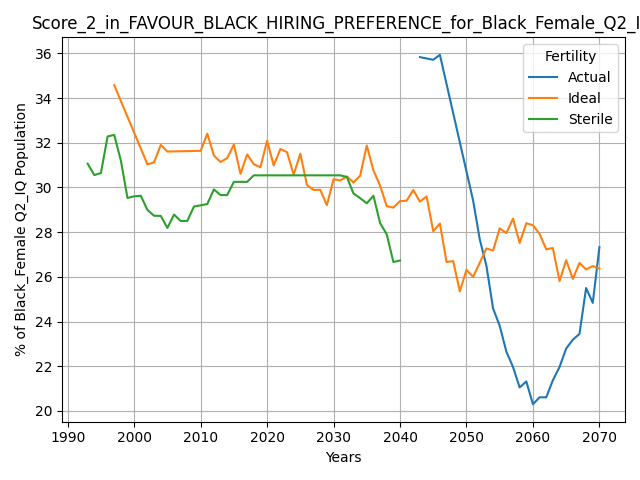 Score_2_in_FAVOUR_BLACK_HIRING_PREFERENCE_for_Black_Female_Q2_I
Fertility
Actual
Ideal
Sterile
% of Black_Female Q2_IQ Population
36
34
32
30
28
26
24
22
20
1990 2000 2010 2020 2030 2040 2050 2060 2070
Years